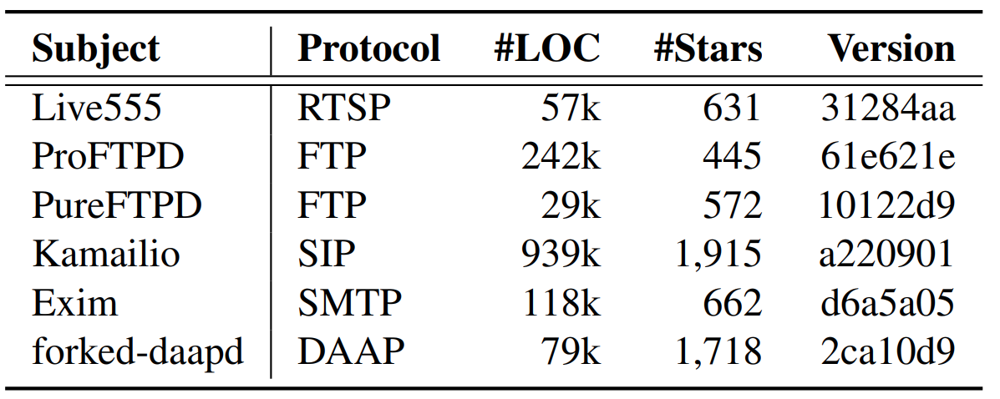 Subject Protocol #LOC #Stars Version
Live555 RTSP 57k 631 31284aa
ProFTPD FTP 242k 445 61e621e
PureFTPD FTP 29k 572 10122d9
Kamailio SIP 939k 1,915 a220901
Exim SMTP 118k 662 d6a5a05
forked-daapd DAAP 79k 1,718 2ca10d9